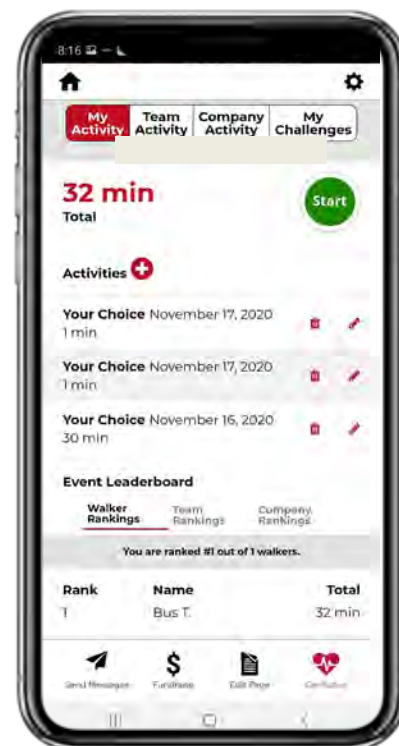 8:16
My Activity
Team Activity
Company Activity
My Challenges
32 min
Total
Start
Activities
Your Choice November 17, 2020
1 min
Your Choice November 17, 2020
1 min
Your Choice November 16, 2020
30 min
Event Leaderboard
Walker Rankings
Team Rankings
Company Rankings
You are ranked #1 out of 1 walkers.
Rank Name Total
1 Bus T. 32 min
Send Messages
Fundraise
Edit Page